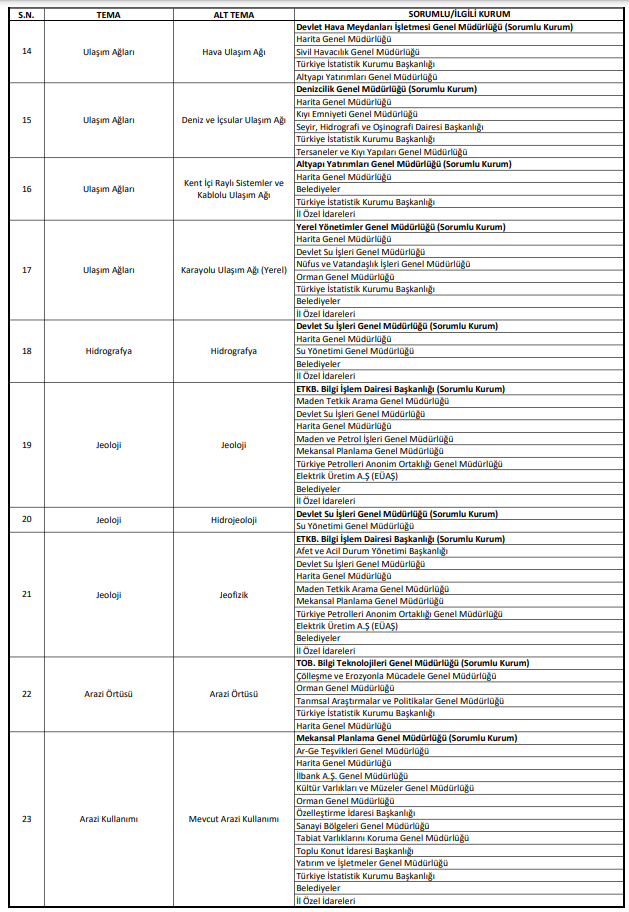 S.N. TEMA ALT TEMA SORUMLU/İLGİLİ KURUM
14 Ulaşım Ağları Hava Ulaşım Ağı
Devlet Hava Meydanları İşletmesi Genel Müdürlüğü (Sorumlu Kurum)
Harita Genel Müdürlüğü
Sivil Havacılık Genel Müdürlüğü
Türkiye İstatistik Kurumu Başkanlığı
Altyapı Yatırımları Genel Müdürlüğü
15 Ulaşım Ağları Deniz ve İçsular Ulaşım Ağı
Denizcilik Genel Müdürlüğü (Sorumlu Kurum)
Harita Genel Müdürlüğü
Kıyı Emniyeti Genel Müdürlüğü
Seyir, Hidrografi ve Oşinografi Dairesi Başkanlığı
Türkiye İstatistik Kurumu Başkanlığı
Tersaneler ve Kıyı Yapıları Genel Müdürlüğü
16 Ulaşım Ağları Kent İçi Raylı Sistemler ve
Kablolu Ulaşım Ağı
Altyapı Yatırımları Genel Müdürlüğü (Sorumlu Kurum)
Harita Genel Müdürlüğü
Belediyeler
Türkiye İstatistik Kurumu Başkanlığı
İl Özel İdareleri
17 Ulaşım Ağları Karayolu Ulaşım Ağı (Yerel)
Yerel Yönetimler Genel Müdürlüğü (Sorumlu Kurum)
Harita Genel Müdürlüğü
Devlet Su İşleri Genel Müdürlüğü
Nüfus ve Vatandaşlık İşleri Genel Müdürlüğü
Orman Genel Müdürlüğü
Türkiye İstatistik Kurumu Başkanlığı
Belediyeler
İl Özel İdareleri
18 Hidrografya Hidrografya
Devlet Su İşleri Genel Müdürlüğü (Sorumlu Kurum)
Harita Genel Müdürlüğü
Su Yönetimi Genel Müdürlüğü
Belediyeler
İl Özel İdareleri
19 Jeoloji Jeoloji
ETKB. Bilgi İşlem Dairesi Başkanlığı (Sorumlu Kurum)
Maden Tetkik Arama Genel Müdürlüğü
Devlet Su İşleri Genel Müdürlüğü
Harita Genel Müdürlüğü
Maden ve Petrol İşleri Genel Müdürlüğü
Mekansal Planlama Genel Müdürlüğü
Türkiye Petrolleri Anonim Ortaklığı Genel Müdürlüğü
Elektrik Üretim A.Ş (EÜAŞ)
Belediyeler
İl Özel İdareleri
20 Jeoloji Hidrojeoloji
Devlet Su İşleri Genel Müdürlüğü (Sorumlu Kurum)
Su Yönetimi Genel Müdürlüğü
21 Jeoloji Jeofizik
ETKB. Bilgi İşlem Dairesi Başkanlığı (Sorumlu Kurum)
Afet ve Acil Durum Yönetimi Başkanlığı
Devlet Su İşleri Genel Müdürlüğü
Harita Genel Müdürlüğü
Maden Tetkik Arama Genel Müdürlüğü
Mekansal Planlama Genel Müdürlüğü
Türkiye Petrolleri Anonim Ortaklığı Genel Müdürlüğü
Elektrik Üretim A.Ş (EÜAŞ)
Belediyeler
İl Özel İdareleri
22 Arazi Örtüsü Arazi Örtüsü
TOB. Bilgi Teknolojileri Genel Müdürlüğü (Sorumlu Kurum)
Çölleşme ve Erozyonla Mücadele Genel Müdürlüğü
Orman Genel Müdürlüğü
Tarımsal Araştırmalar ve Politikalar Genel Müdürlüğü
Türkiye İstatistik Kurumu Başkanlığı
Harita Genel Müdürlüğü
23 Arazi Kullanımı Mevcut Arazi Kullanımı
Mekansal Planlama Genel Müdürlüğü (Sorumlu Kurum)
Ar-Ge Teşvikleri Genel Müdürlüğü
Harita Genel Müdürlüğü
İlbank A.Ş. Genel Müdürlüğü
Kültür Varlıkları ve Müzeler Genel Müdürlüğü
Orman Genel Müdürlüğü
Özelleştirme İdaresi Başkanlığı
Sanayi Bölgeleri Genel Müdürlüğü
Tabiat Varlıklarını Koruma Genel Müdürlüğü
Toplu Konut İdaresi Başkanlığı
Yatırım ve İşletmeler Genel Müdürlüğü
Türkiye İstatistik Kurumu Başkanlığı
Belediyeler
İl Özel İdareleri